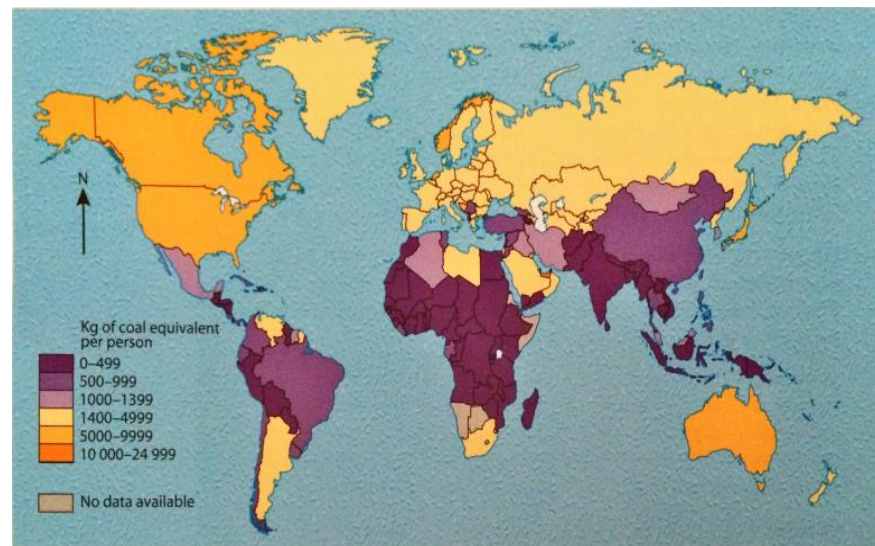 N
Kg of coal equivalent
per person
0–499
500–999
1000–1399
1400–4999
5000–9999
10 000–24 999
No data available